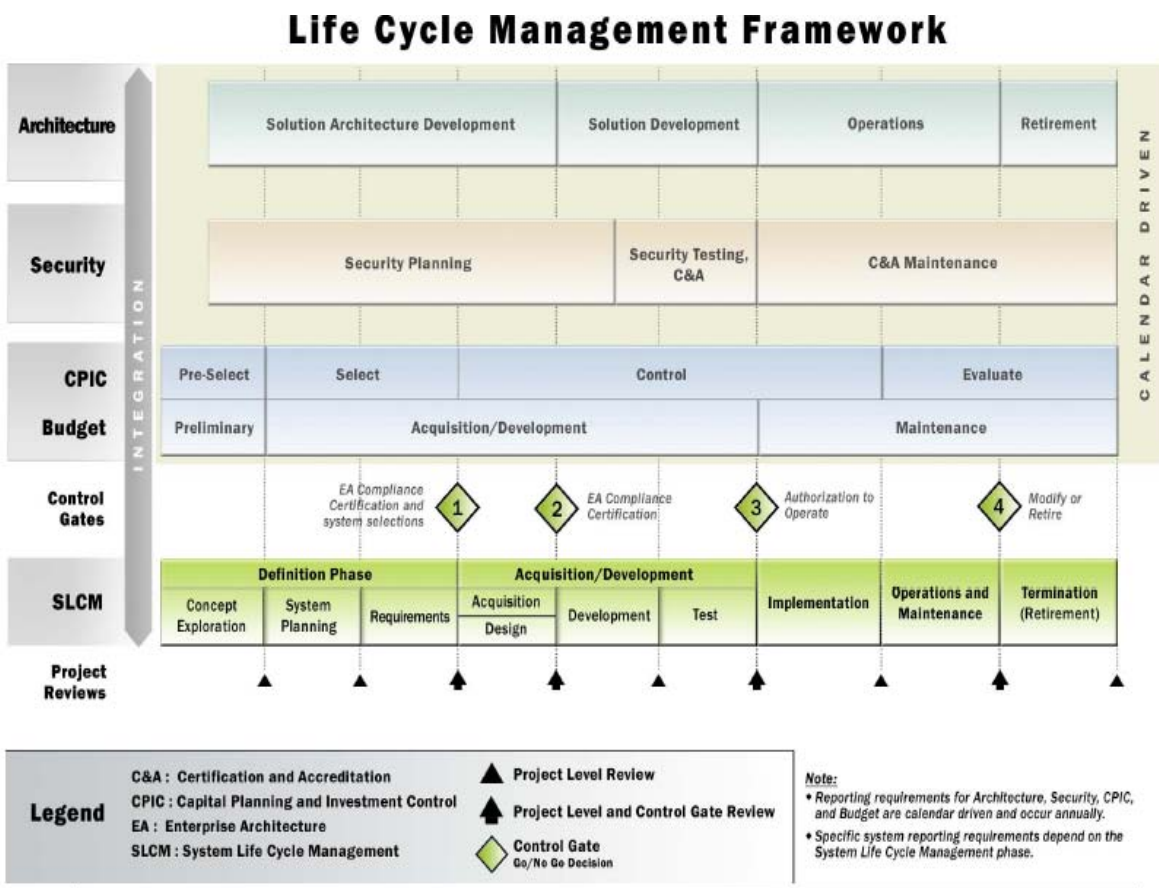 Life Cycle Management Framework
Architecture
Solution Architecture Development
Solution Development
Operations
Retirement
Security
Security Planning
Security Testing,
C&A
C&A Maintenance
INTEGRATION
CALENDAR DRIVEN
CPIC
Pre-Select
Select
Control
Evaluate
Budget
Preliminary
Acquisition/Development
Maintenance
Control
Gates
EA Compliance
Certification and
system selections
1
2
EA Compliance
Certification
3
Authorization to
Operate
4
Modify or
Retire
SLCM
Definition Phase
Concept
Exploration
System
Planning
Requirements
Acquisition/Development
Acquisition
Design
Development
Test
Implementation
Operations and
Maintenance
Termination
(Retirement)
Project
Reviews
Legend
C&A : Certification and Accreditation
CPIC : Capital Planning and Investment Control
EA : Enterprise Architecture
SLCM : System Life Cycle Management
Project Level Review
Project Level and Control Gate Review
Control Gate
Go/No Go Decision
Note:
• Reporting requirements for Architecture, Security, CPIC,
and Budget are calendar driven and occur annually.
• Specific system reporting requirements depend on the
System Life Cycle Management phase.